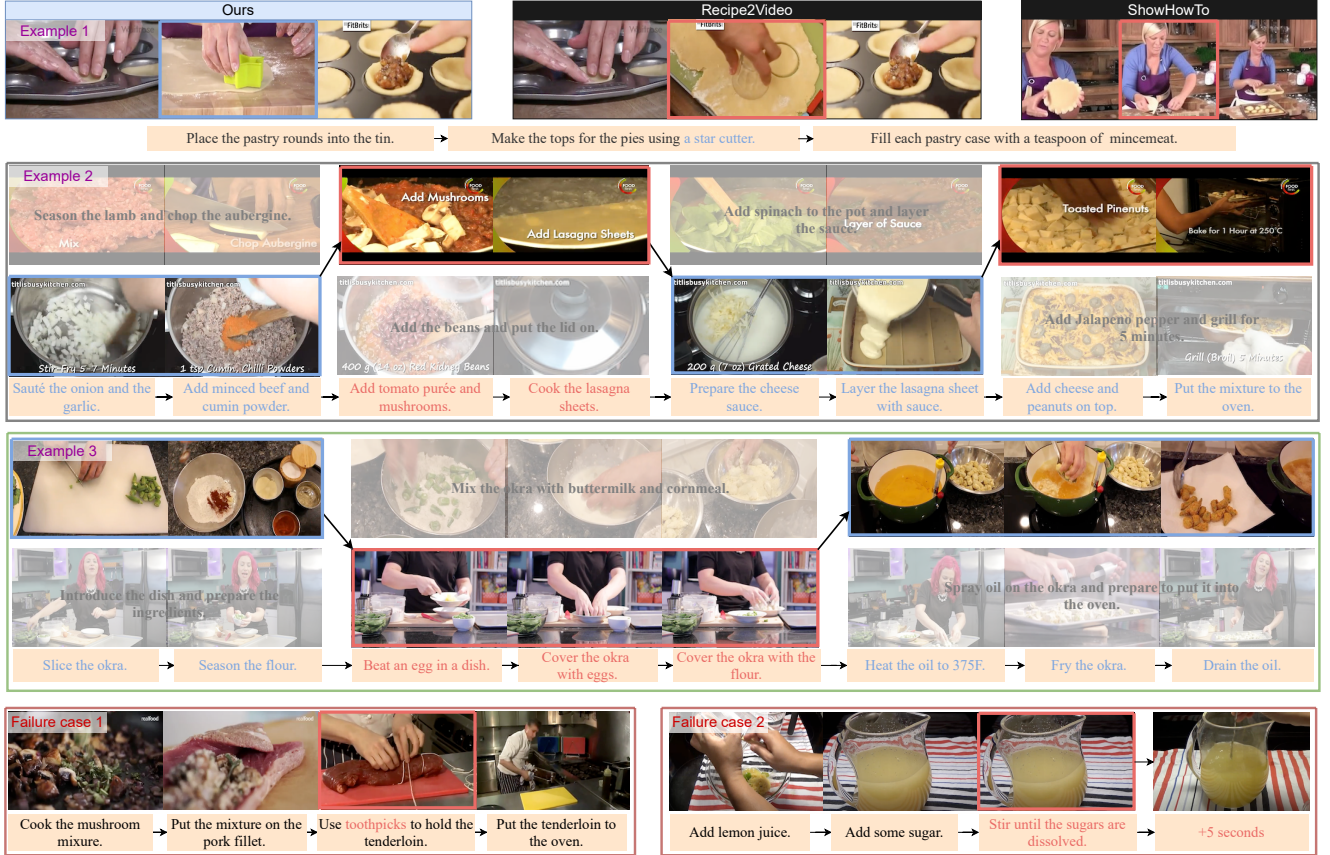 Ours
Recipe2Video
ShowHowTo
Example 1
FitBrits
FitBrits
Place the pastry rounds into the tin.
Make the tops for the pies using a star cutter.
Fill each pastry case with a teaspoon of mincemeat.
Example 2
Season the lamb and chop the aubergine.
Mix
Chop Aubergine
Add Mushrooms
Add Lasagna Sheets
Add spinach to the pot and layer
the sauce.
Layer of Sauce
Toasted Pinenuts
Bake for 1 Hour at 250°C
titlisbusykitchen.com
titlisbusykitchen.com
titlisbusykitchen.com
titlisbusykitchen.com
titlisbusykitchen.com
titlisbusykitchen.com
titlisbusykitchen.com
titlisbusykitchen.com
Add the beans and put the lid on.
Add Jalapeno pepper and grill for
5 minutes.
Stir Fry 5-7 Minutes
1 tsp Cumin, Chilli Powders
400 g (14 oz) Red Kidney Beans
200 g (7 oz) Grated Cheese
Grill (Broil) 5 Minutes
Sauté the onion and the
garlic.
Add minced beef and
cumin powder.
Add tomato purée and
mushrooms.
Cook the lasagna
sheets.
Prepare the cheese
sauce.
Layer the lasagna sheet
with sauce.
Add cheese and
peanuts on top.
Put the mixture to the
oven.
Example 3
Mix the okra with buttermilk and cornmeal.
Introduce the dish and prepare the
ingredients.
Spray oil on the okra and prepare to put it into
the oven.
Slice the okra.
Season the flour.
Beat an egg in a dish.
Cover the okra
with eggs.
Cover the okra with the
flour.
Heat the oil to 375F.
Fry the okra.
Drain the oil.
Failure case 1
realfood
realfood
Cook the mushroom
mixture.
Put the mixture on the
pork fillet.
Use toothpicks to hold the
tenderloin.
Put the tenderloin to
the oven.
Failure case 2
Add lemon juice.
Add some sugar.
Stir until the sugars are
dissolved.
+5 seconds